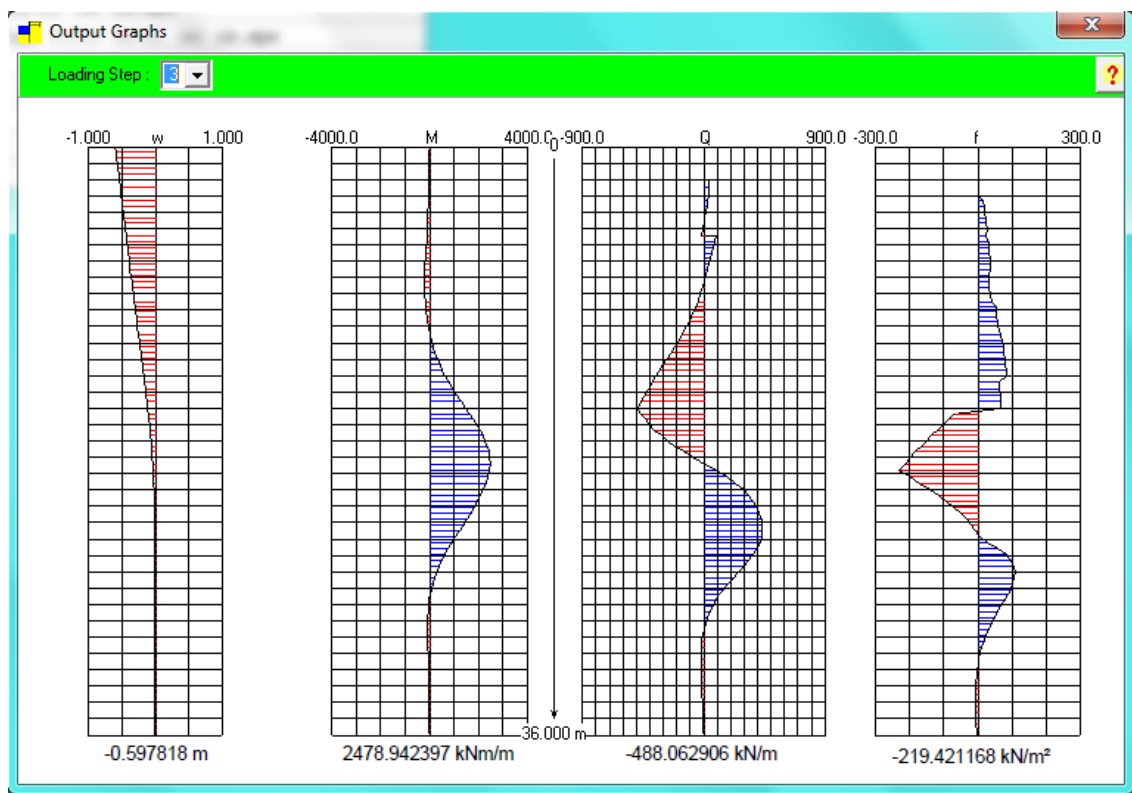 Output Graphs
Loading Step : 3
?
-1.000 w 1.000
-4000.0 M 4000.0
0
-900.0 Q 900.0
-300.0 f 300.0
-36.000 m
-0.597818 m
2478.942397 kNm/m
-488.062906 kN/m
-219.421168 kN/m²